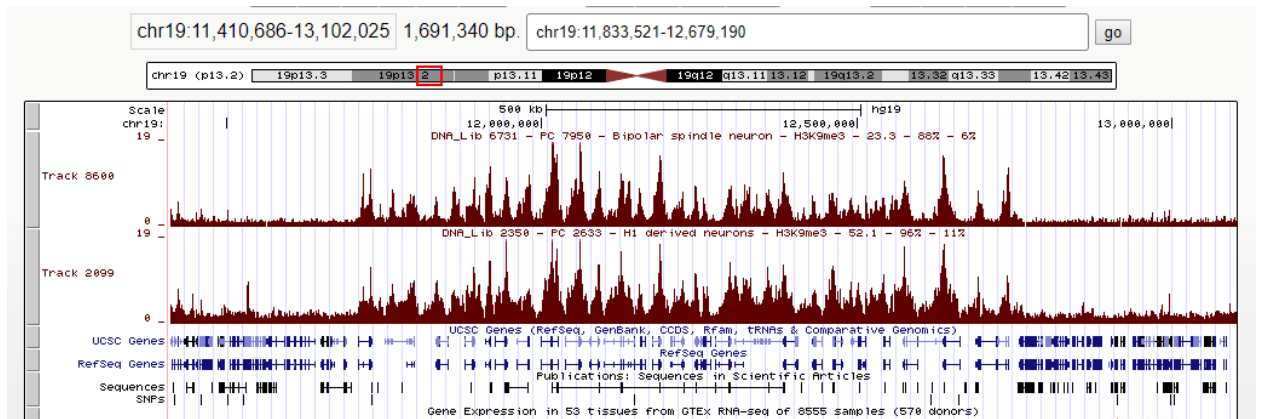 chr19:11,410,686-13,102,025 1,691,340 bp. chr19:11,833,521-12,679,190 go
chr19 (p13.2) 19p13.3 19p13.2 p13.11 19p12 19q12 q13.11 13.12 19q13.2 13.32 q13.33 13.42 13.43
Scale 500 kb hg19
chr19: 12,000,000 12,500,000 13,000,000
19 _ DNA_Lib 6731 - PC 7950 - Bipolar spindle neuron - H3K9me3 - 23.3 - 88% - 6%
Track 8600
0 _
19 _ DNA_Lib 2350 - PC 2633 - H1 derived neurons - H3K9me3 - 52.1 - 96% - 11%
Track 2099
0 _
UCSC Genes (RefSeq, GenBank, CCDS, Rfam, tRNAs & Comparative Genomics)
UCSC Genes
RefSeq Genes
RefSeq Genes
Publications: Sequences in Scientific Articles
Sequences
SNPs
Gene Expression in 53 tissues from GTEx RNA-seq of 8555 samples (570 donors)